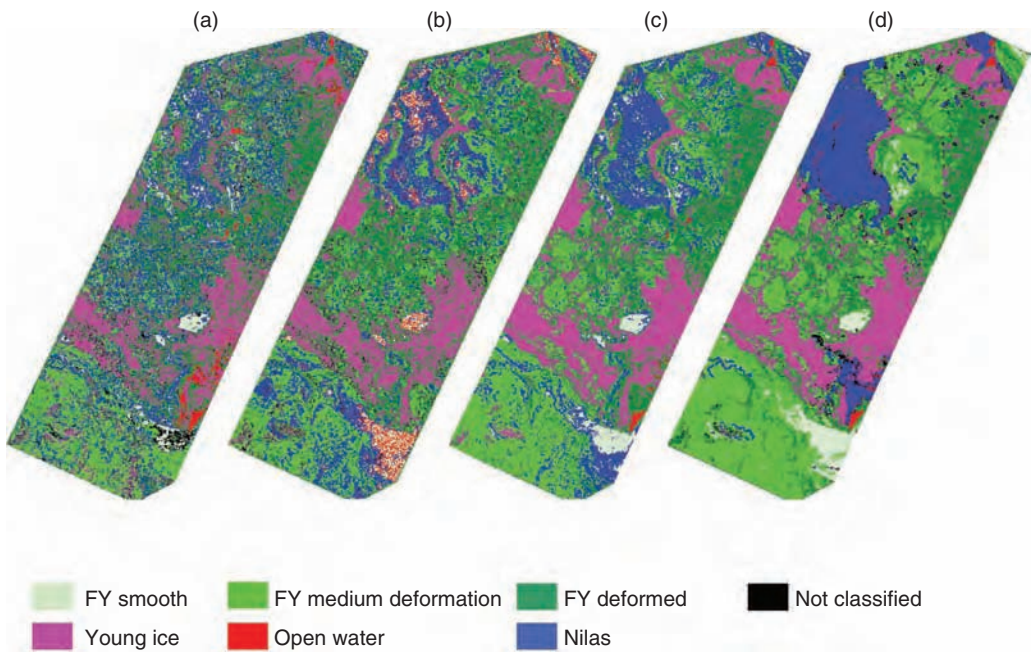 (a) (b) (c) (d)
FY smooth FY medium deformation FY deformed Not classified
Young ice Open water Nilas